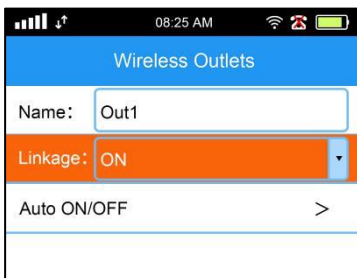 08:25 AM
Wireless Outlets
Name: Out1
Linkage: ON
Auto ON/OFF >